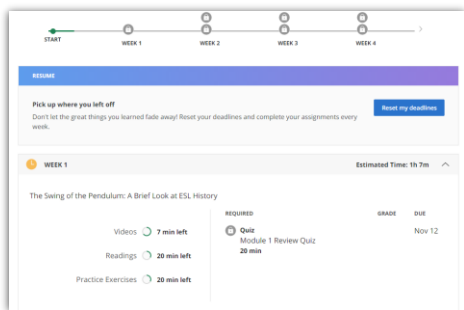 START
WEEK 1
WEEK 2
WEEK 3
WEEK 4
RESUME
Pick up where you left off
Don't let the great things you learned fade away! Reset your deadlines and complete your assignments every
week.
Reset my deadlines
WEEK 1
Estimated Time: 1h 7m
The Swing of the Pendulum: A Brief Look at ESL History
Videos 7 min left
Readings 20 min left
Practice Exercises 20 min left
REQUIRED GRADE DUE
Quiz Nov 12
Module 1 Review Quiz
20 min